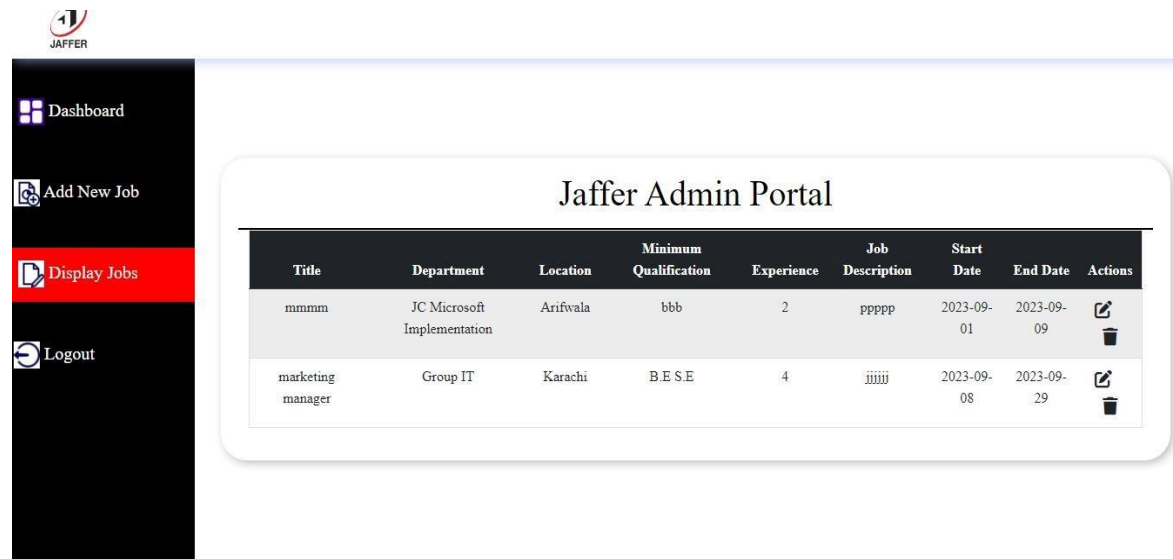 JAFFER
Dashboard
Add New Job
Display Jobs
Logout
Jaffer Admin Portal
Title Department Location Minimum Qualification Experience Job Description Start Date End Date Actions
mmmm JC Microsoft Implementation Arifwala bbb 2 ppppp 2023-09-01 2023-09-09
marketing manager Group IT Karachi B.E S.E 4 jjjjjj 2023-09-08 2023-09-29